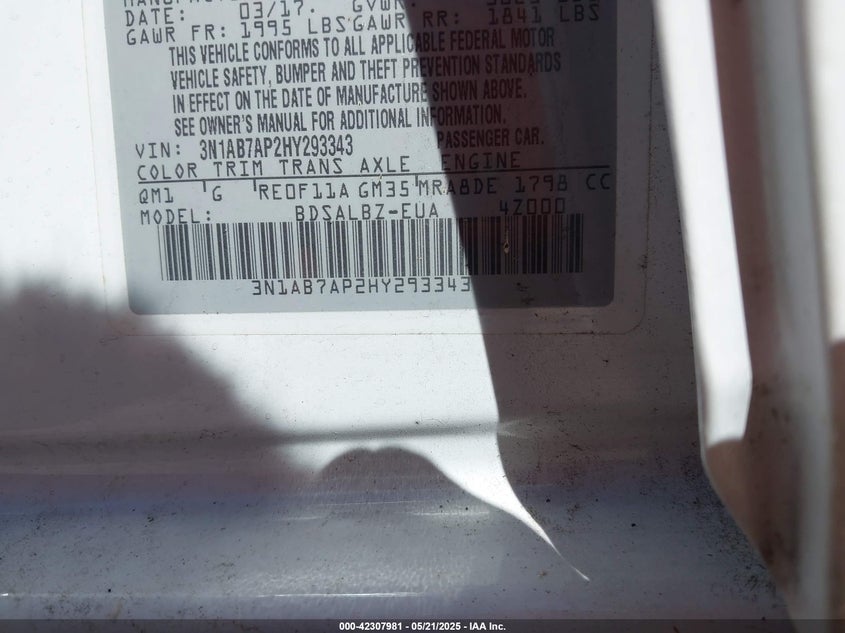 DATE: 03/17. GVWR:
GAWR FR: 1995 LBS GAWR RR: 1841 LBS
THIS VEHICLE CONFORMS TO ALL APPLICABLE FEDERAL MOTOR
VEHICLE SAFETY, BUMPER AND THEFT PREVENTION STANDARDS
IN EFFECT ON THE DATE OF MANUFACTURE SHOWN ABOVE.
SEE OWNER'S MANUAL FOR ADDITIONAL INFORMATION.
VIN: 3N1AB7AP2HY293343 PASSENGER CAR.
COLOR TRIM TRANS AXLE ENGINE
QM1 G RE0F11A GM35 MRA8DE 1798 CC
MODEL: BDSALBZ-EUA 4Z000
3N1AB7AP2HY293343
000-42307981 – 05/21/2025 – IAA Inc.